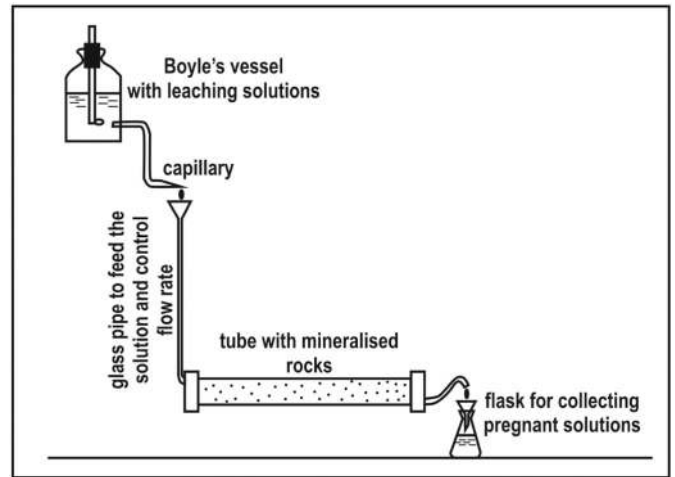 Boyle's vessel
with leaching solutions
capillary
glass pipe to feed the
solution and control
flow rate
tube with mineralised
rocks
flask for collecting
pregnant solutions